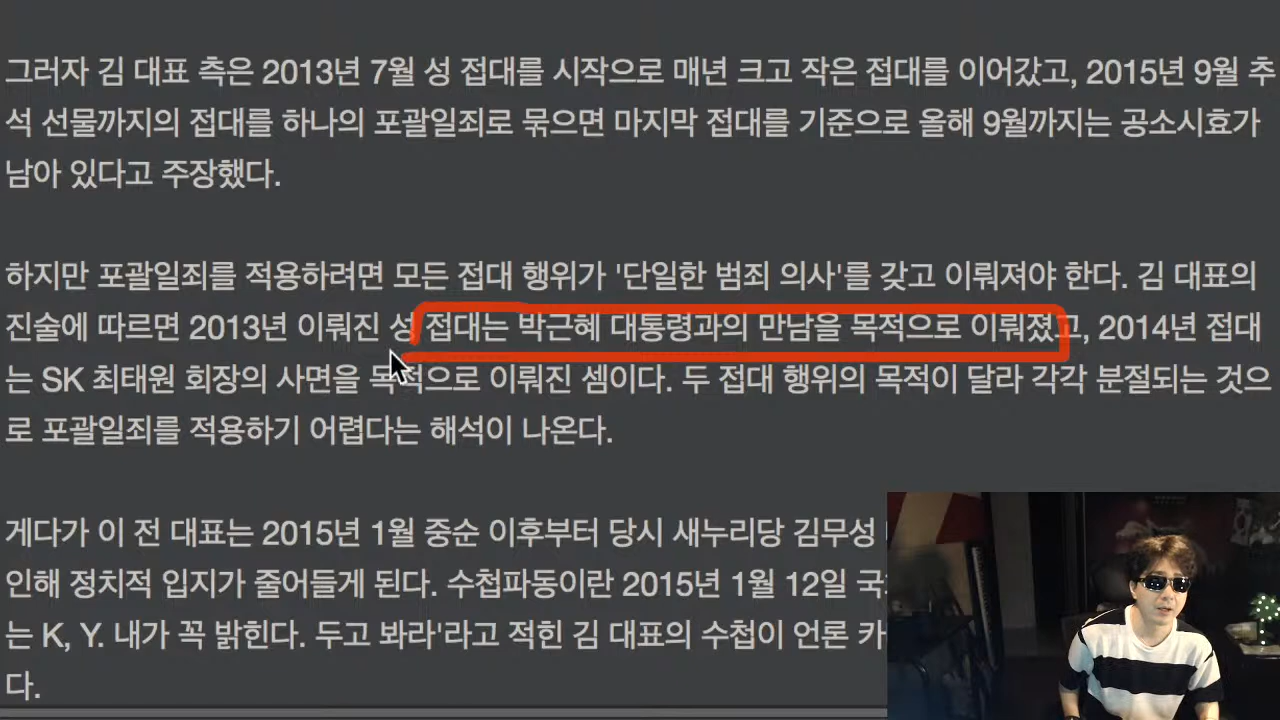 그러자 김 대표 측은 2013년 7월 성 접대를 시작으로 매년 크고 작은 접대를 이어갔고, 2015년 9월 추
석 선물까지의 접대를 하나의 포괄일죄로 묶으면 마지막 접대를 기준으로 올해 9월까지는 공소시효가
남아 있다고 주장했다.
하지만 포괄일죄를 적용하려면 모든 접대 행위가 '단일한 범죄 의사'를 갖고 이뤄져야 한다. 김 대표의
진술에 따르면 2013년 이뤄진 성 접대는 박근혜 대통령과의 만남을 목적으로 이뤄졌고, 2014년 접대
는 SK 최태원 회장의 사면을 목적으로 이뤄진 셈이다. 두 접대 행위의 목적이 달라 각각 분절되는 것으
로 포괄일죄를 적용하기 어렵다는 해석이 나온다.
게다가 이 전 대표는 2015년 1월 중순 이후부터 당시 새누리당 김무성
인해 정치적 입지가 줄어들게 된다. 수첩파동이란 2015년 1월 12일 국
는 K, Y. 내가 꼭 밝힌다. 두고 봐라'라고 적힌 김 대표의 수첩이 언론 카
다.